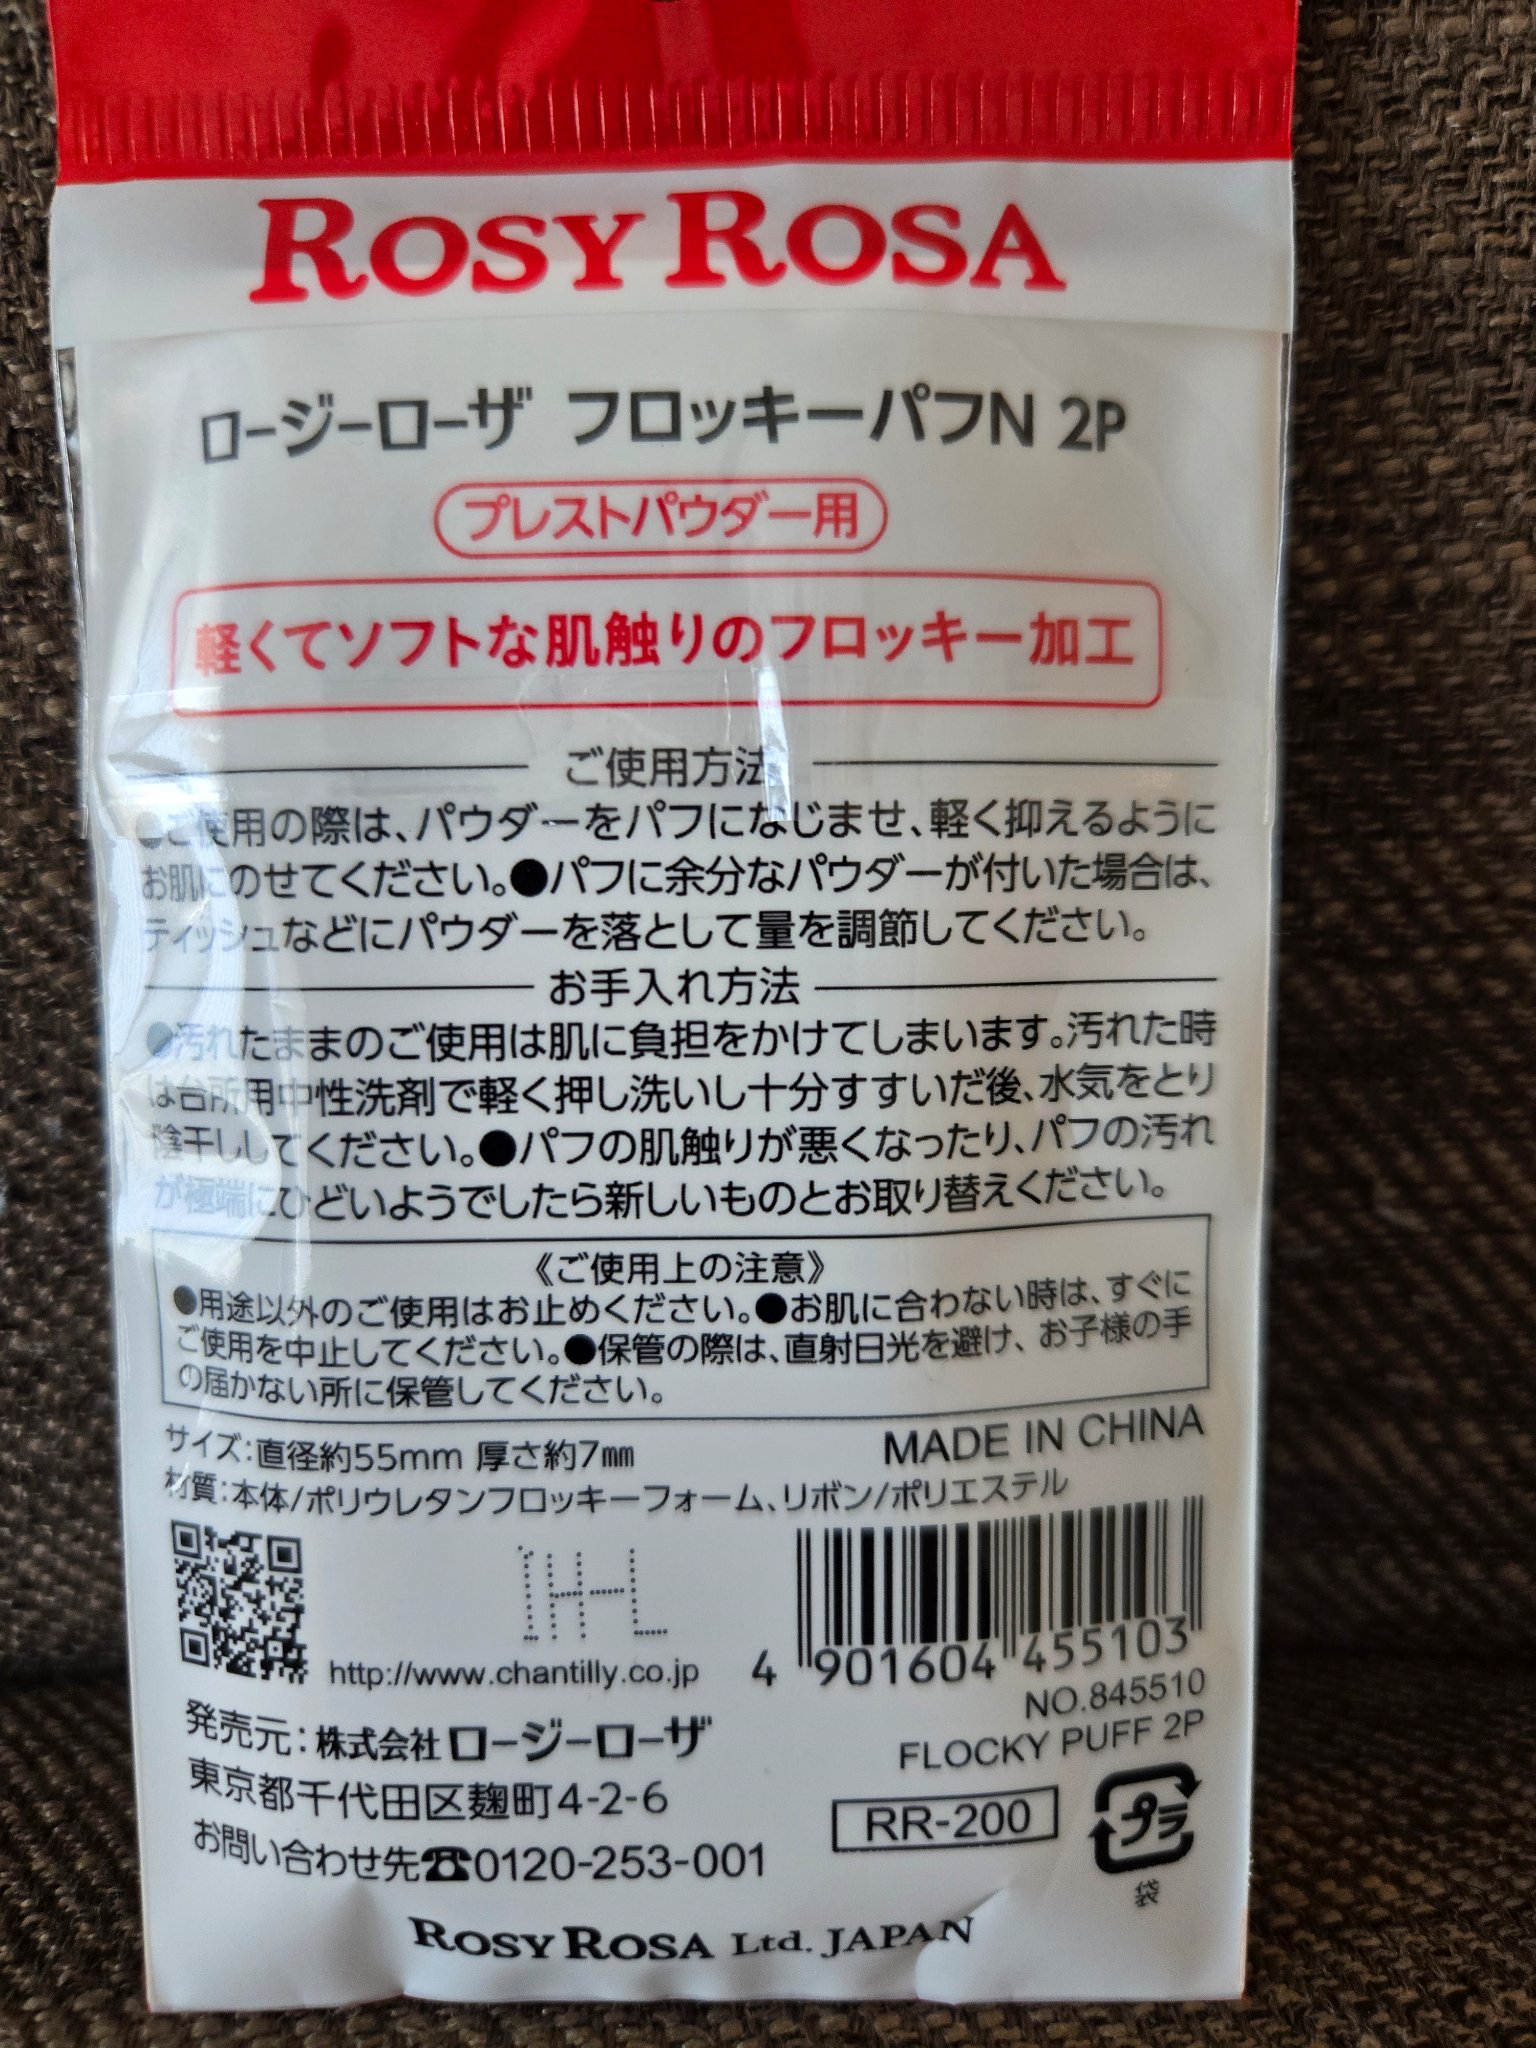 ROSY ROSA
ロージーローザ フロッキーパフN 2P
プレストパウダー用
軽くてソフトな肌触りのフロッキー加工
ご使用方法
●ご使用の際は、パウダーをパフになじませ、軽く抑えるように
お肌にのせてください。●パフに余分なパウダーが付いた場合は、
ティッシュなどにパウダーを落として量を調節してください。
お手入れ方法
●汚れたままのご使用は肌に負担をかけてしまいます。汚れた時
は台所用中性洗剤で軽く押し洗いし十分すすいだ後、水気をとり
陰干ししてください。●パフの肌触りが悪くなったり、パフの汚れ
が極端にひどいようでしたら新しいものとお取り替えください。
《ご使用上の注意》
●用途以外のご使用はお止めください。●お肌に合わない時は、すぐに
ご使用を中止してください。●保管の際は、直射日光を避け、お子様の手
の届かない所に保管してください。
サイズ:直径約55mm 厚さ約7㎜
MADE IN CHINA
材質:本体/ポリウレタンフロッキーフォーム、リボン/ポリエステル
1H-L
http://www.chantilly.co.jp
4 901604 455103
NO.845510
FLOCKY PUFF 2P
発売元:株式会社ロージーローザ
東京都千代田区麹町4-2-6
お問い合わせ先☎0120-253-001
RR-200
プラ
袋
ROSY ROSA Ltd. JAPAN